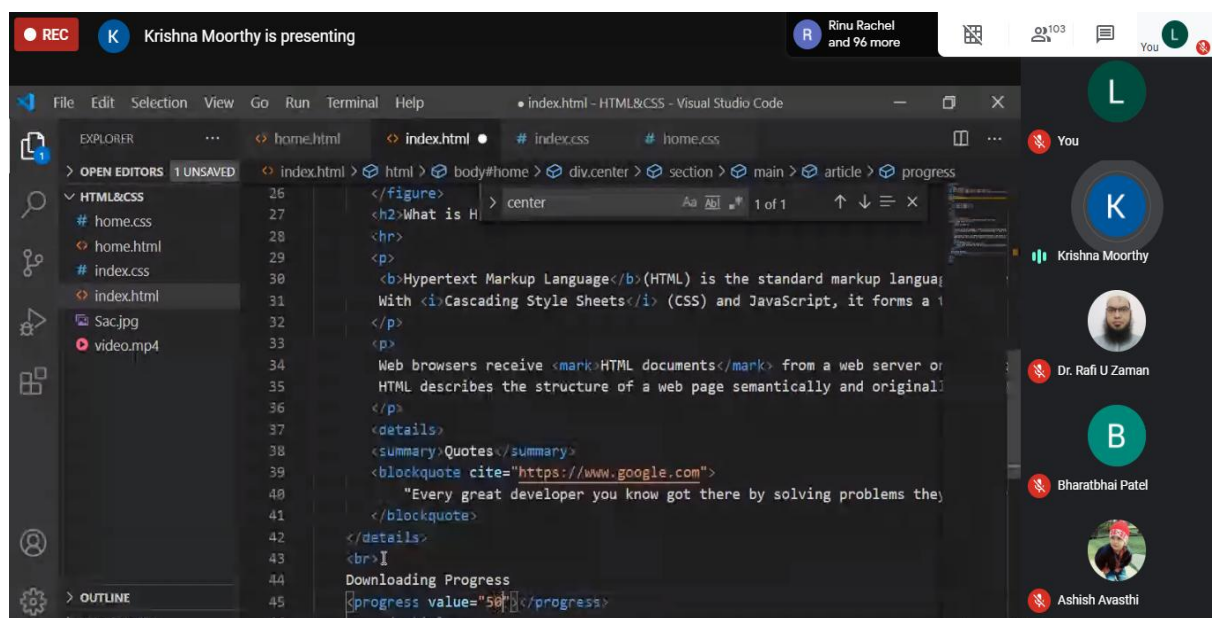 REC
K
Krishna Moorthy is presenting
R
Rinu Rachel
and 96 more
103
You
L
File Edit Selection View Go Run Terminal Help
● index.html - HTML&CSS - Visual Studio Code
EXPLORER
home.html
index.html
# index.css
# home.css
OPEN EDITORS 1 UNSAVED
index.html > html > body#home > div.center > section > main > article > progress
HTML&CSS
# home.css
home.html
# index.css
index.html
Sac.jpg
video.mp4
OUTLINE
1
center
Aa Abl .* 1 of 1
26 </figure>
27 <h2>What is H
28 <hr>
29 <p>
30 <b>Hypertext Markup Language</b>(HTML) is the standard markup languag
31 With <i>Cascading Style Sheets</i> (CSS) and JavaScript, it forms a t
32 </p>
33 <p>
34 Web browsers receive <mark>HTML documents</mark> from a web server or
35 HTML describes the structure of a web page semantically and originall
36 </p>
37 <details>
38 <summary>Quotes</summary>
39 <blockquote cite="https://www.google.com">
40 "Every great developer you know got there by solving problems they
41 </blockquote>
42 </details>
43 <br>
44 Downloading Progress
45 <progress value="50"></progress>
L
You
K
Krishna Moorthy
Dr. Rafi U Zaman
B
Bharatbhai Patel
Ashish Avasthi